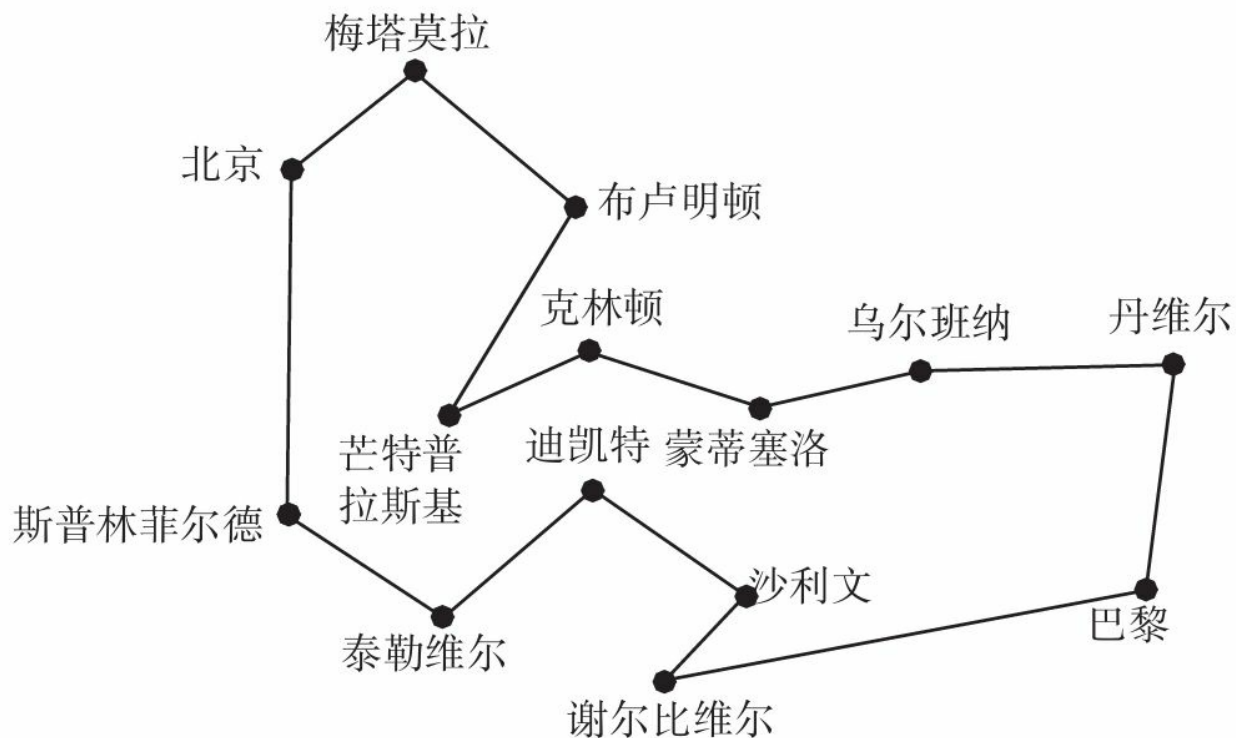 梅塔莫拉
北京
布卢明顿
克林顿
乌尔班纳
丹维尔
芒特普
拉斯基
迪凯特
蒙蒂塞洛
斯普林菲尔德
沙利文
巴黎
泰勒维尔
谢尔比维尔